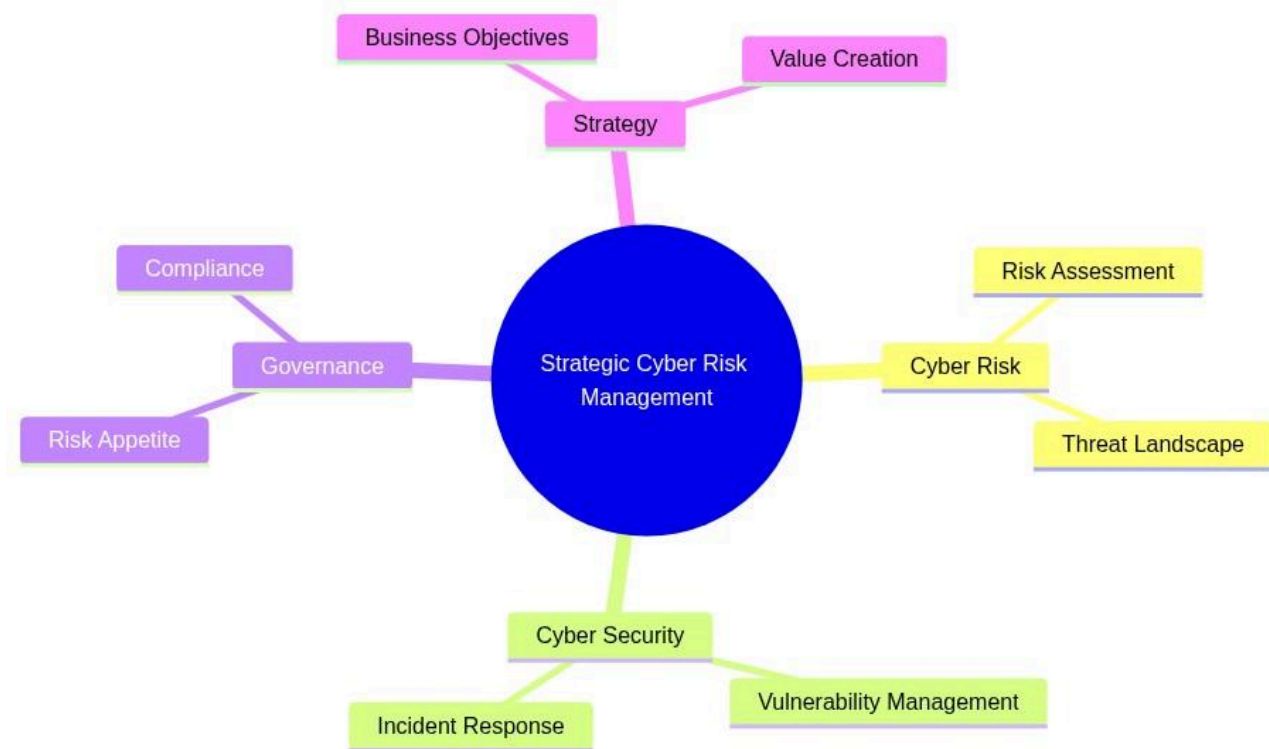 Business Objectives
Value Creation
Strategy
Compliance
Governance
Risk Appetite
Strategic Cyber Risk
Management
Risk Assessment
Cyber Risk
Threat Landscape
Cyber Security
Incident Response
Vulnerability Management